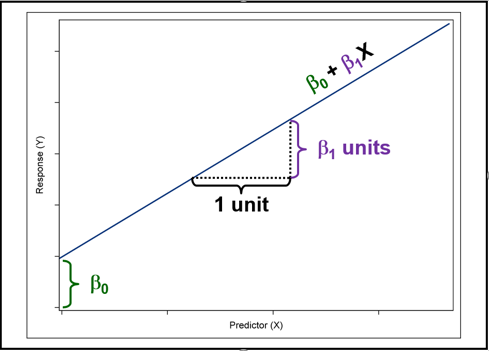 β₀ + β₁X
β₁ units
1 unit
β₀
Response (Y)
Predictor (X)